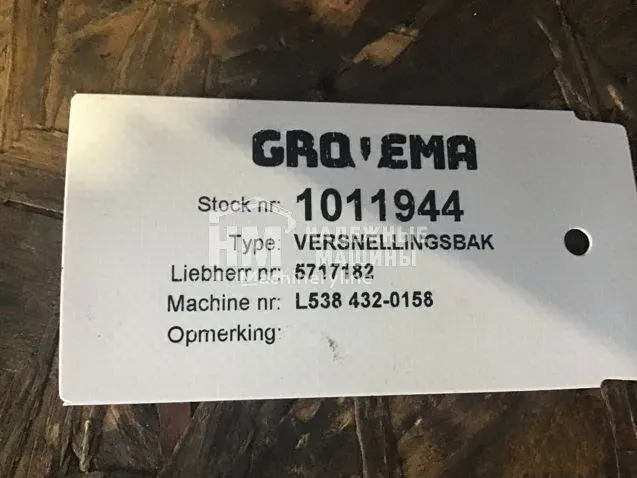 GROVEMA
Stock nr: 1011944
Type: VERSNELLINGSBAK
Liebherr nr: 5717182
Machine nr: L538 432-0158
Opmerking:
НМ НАДЕЖНЫЕ
МАШИНЫ
machineryline